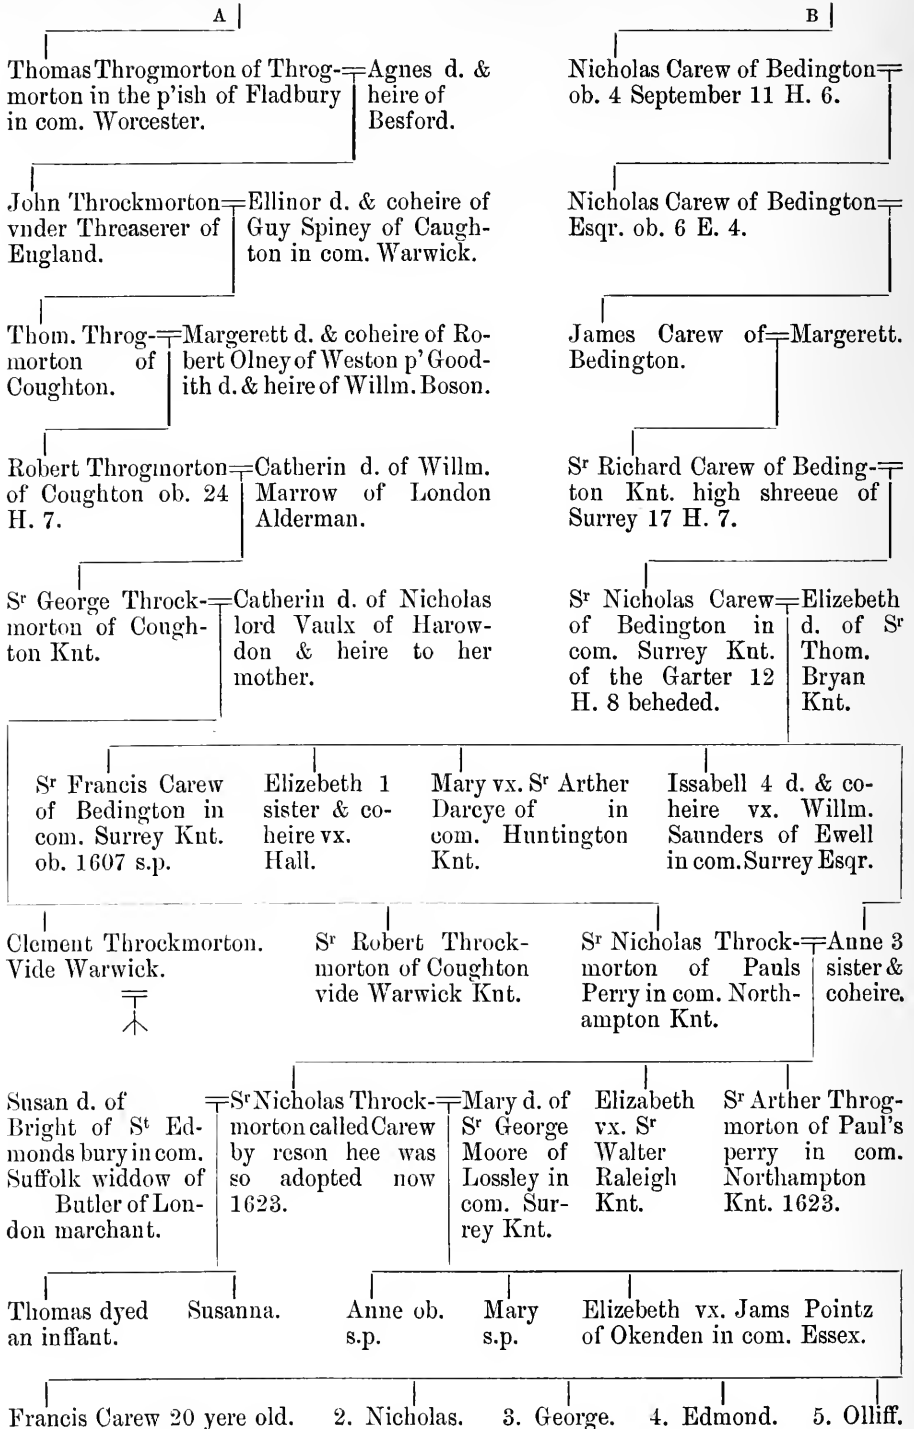 A B
Thomas Throgmorton of Throg-
morton in the p'ish of Fladbury
in com. Worcester.
Agnes d. &
heire of
Besford.
Nicholas Carew of Bedington
ob. 4 September 11 H. 6.
John Throckmorton
vnder Threaserer of
England.
Ellinor d. & coheire of
Guy Spiney of Caugh-
ton in com. Warwick.
Nicholas Carew of Bedington
Esqr. ob. 6 E. 4.
Thom. Throg-
morton of
Coughton.
Margerett d. & coheire of Ro-
bert Olney of Weston p' Good-
ith d. & heire of Willm. Boson.
James Carew of
Bedington.
Margerett.
Robert Throgmorton
of Coughton ob. 24
H. 7.
Catherin d. of Willm.
Marrow of London
Alderman.
Sr Richard Carew of Beding-
ton Knt. high shreeue of
Surrey 17 H. 7.
Sr George Throck-
morton of Cough-
ton Knt.
Catherin d. of Nicholas
lord Vaulx of Harow-
don & heire to her
mother.
Sr Nicholas Carew
of Bedington in
com. Surrey Knt.
of the Garter 12
H. 8 beheded.
Elizebeth
d. of Sr
Thom.
Bryan
Knt.
Sr Francis Carew
of Bedington in
com. Surrey Knt.
ob. 1607 s.p.
Elizebeth 1
sister & co-
heire vx.
Hall.
Mary vx. Sr Arther
Darcye of in
com. Huntington
Knt.
Issabell 4 d. & co-
heire vx. Willm.
Saunders of Ewell
in com. Surrey Esqr.
Clement Throckmorton.
Vide Warwick.
Sr Robert Throck-
morton of Coughton
vide Warwick Knt.
Sr Nicholas Throck-
morton of Pauls
Perry in com. North-
ampton Knt.
Anne 3
sister &
coheire.
Susan d. of
Bright of St Ed-
monds bury in com.
Suffolk widdow of
Butler of Lon-
don marchant.
Sr Nicholas Throck-
morton called Carew
by reson hee was
so adopted now
1623.
Mary d. of
Sr George
Moore of
Lossley in
com. Sur-
rey Knt.
Elizabeth
vx. Sr
Walter
Raleigh
Knt.
Sr Arther Throg-
morton of Paul's
perry in com.
Northampton
Knt. 1623.
Thomas dyed
an inffant.
Susanna.
Anne ob.
s.p.
Mary
s.p.
Elizebeth vx. Jams Pointz
of Okenden in com. Essex.
Francis Carew 20 yere old. 2. Nicholas. 3. George. 4. Edmond. 5. Olliff.